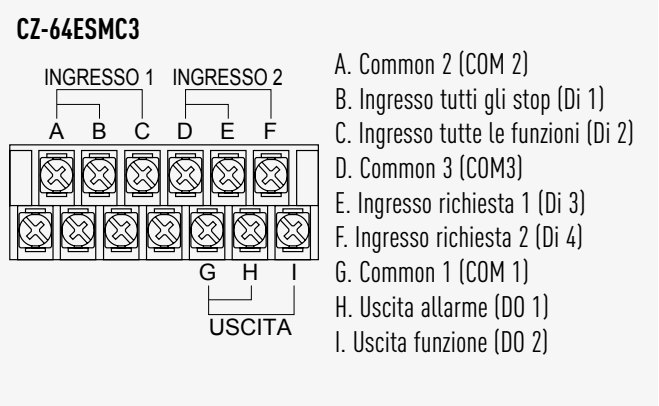 CZ-64ESMC3
INGRESSO 1 INGRESSO 2
A B C D E F
G H I
USCITA
A. Common 2 (COM 2)
B. Ingresso tutti gli stop (Di 1)
C. Ingresso tutte le funzioni (Di 2)
D. Common 3 (COM3)
E. Ingresso richiesta 1 (Di 3)
F. Ingresso richiesta 2 (Di 4)
G. Common 1 (COM 1)
H. Uscita allarme (DO 1)
I. Uscita funzione (DO 2)